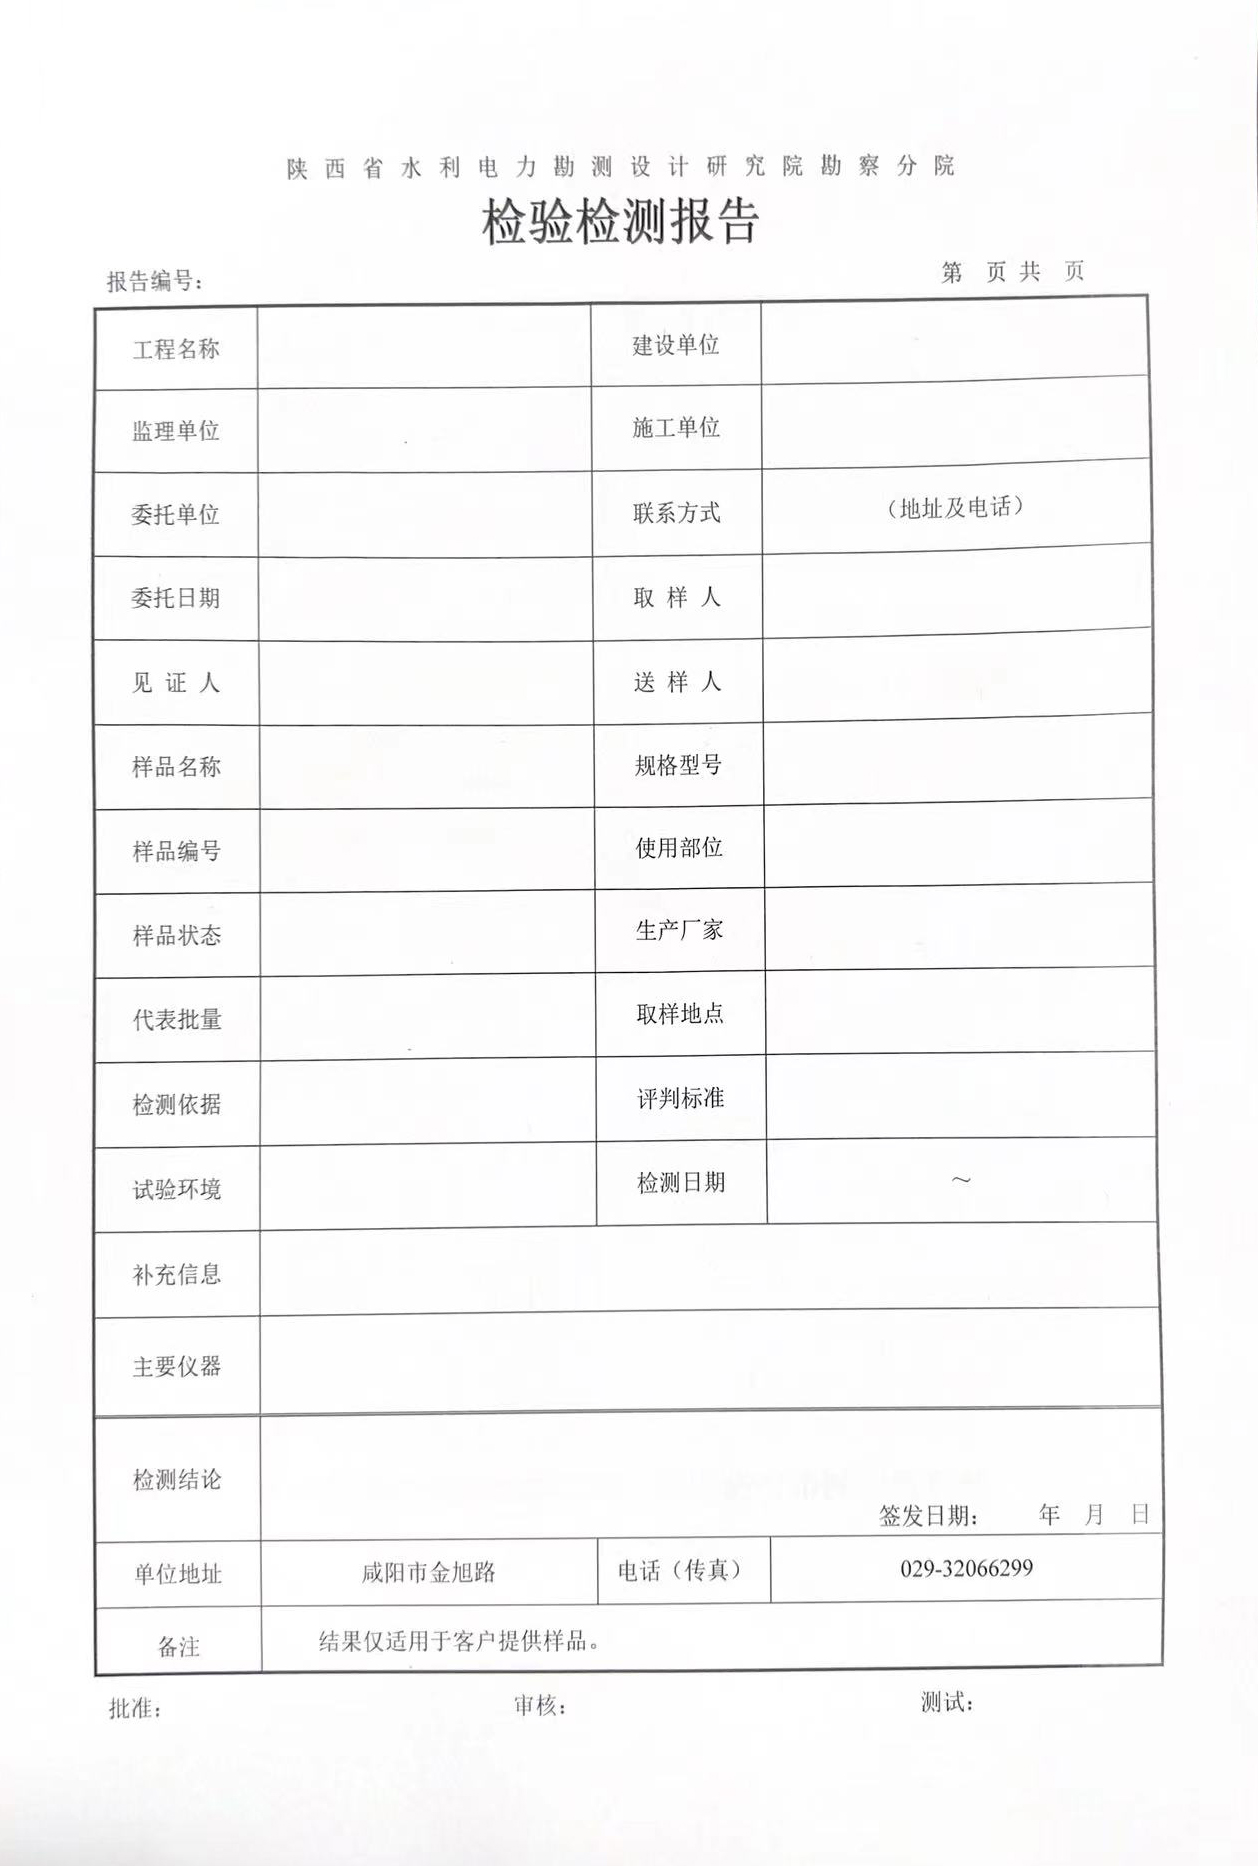 陕西省水利电力勘测设计研究院勘察分院
检验检测报告
报告编号： 第 页 共 页
工程名称 建设单位
监理单位 施工单位
委托单位 联系方式 （地址及电话）
委托日期 取 样 人
见 证 人 送 样 人
样品名称 规格型号
样品编号 使用部位
样品状态 生产厂家
代表批量 取样地点
检测依据 评判标准
试验环境 检测日期 ～
补充信息
主要仪器
检测结论
签发日期： 年 月 日
单位地址 咸阳市金旭路 电话（传真） 029-32066299
备注 结果仅适用于客户提供样品。
批准： 审核： 测试：